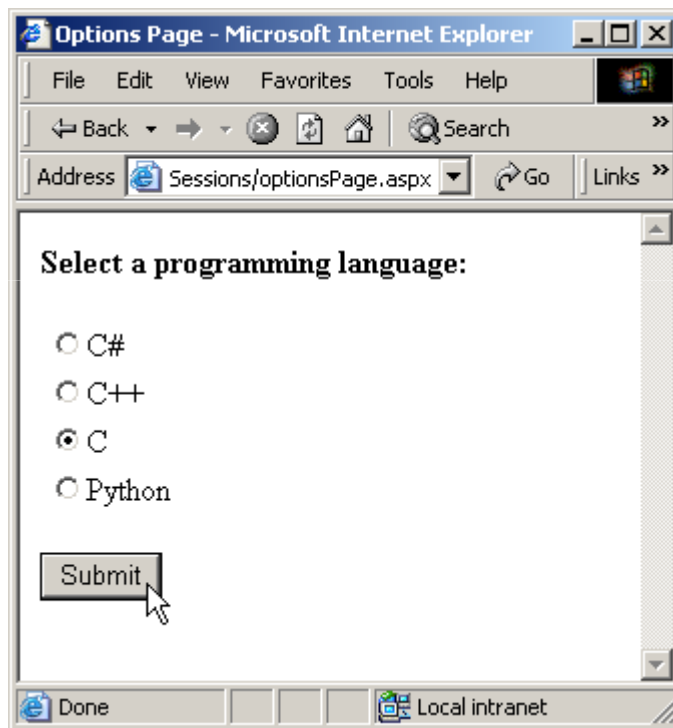 Options Page - Microsoft Internet Explorer
File Edit View Favorites Tools Help
Back Search »
Address Sessions/optionsPage.aspx Go Links »
Select a programming language:
C#
C++
C
Python
Submit
Done Local intranet